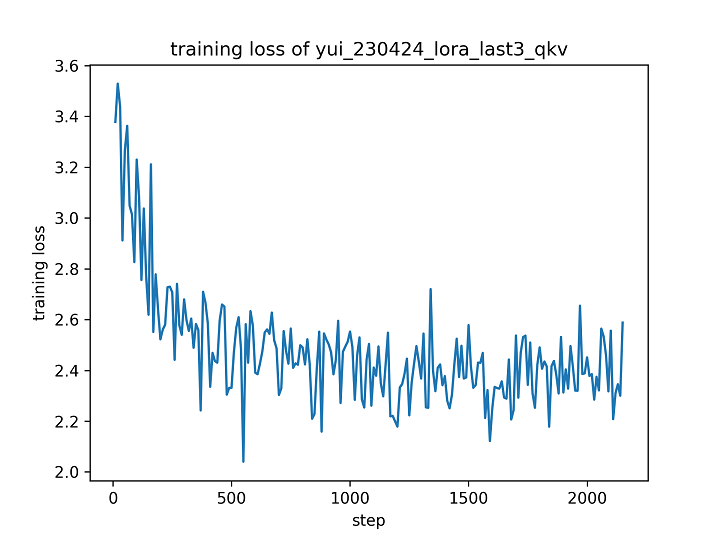 training loss of yui_230424_lora_last3_qkv
3.6
3.4
3.2
3.0
2.8
2.6
2.4
2.2
2.0
training loss
0 500 1000 1500 2000
step